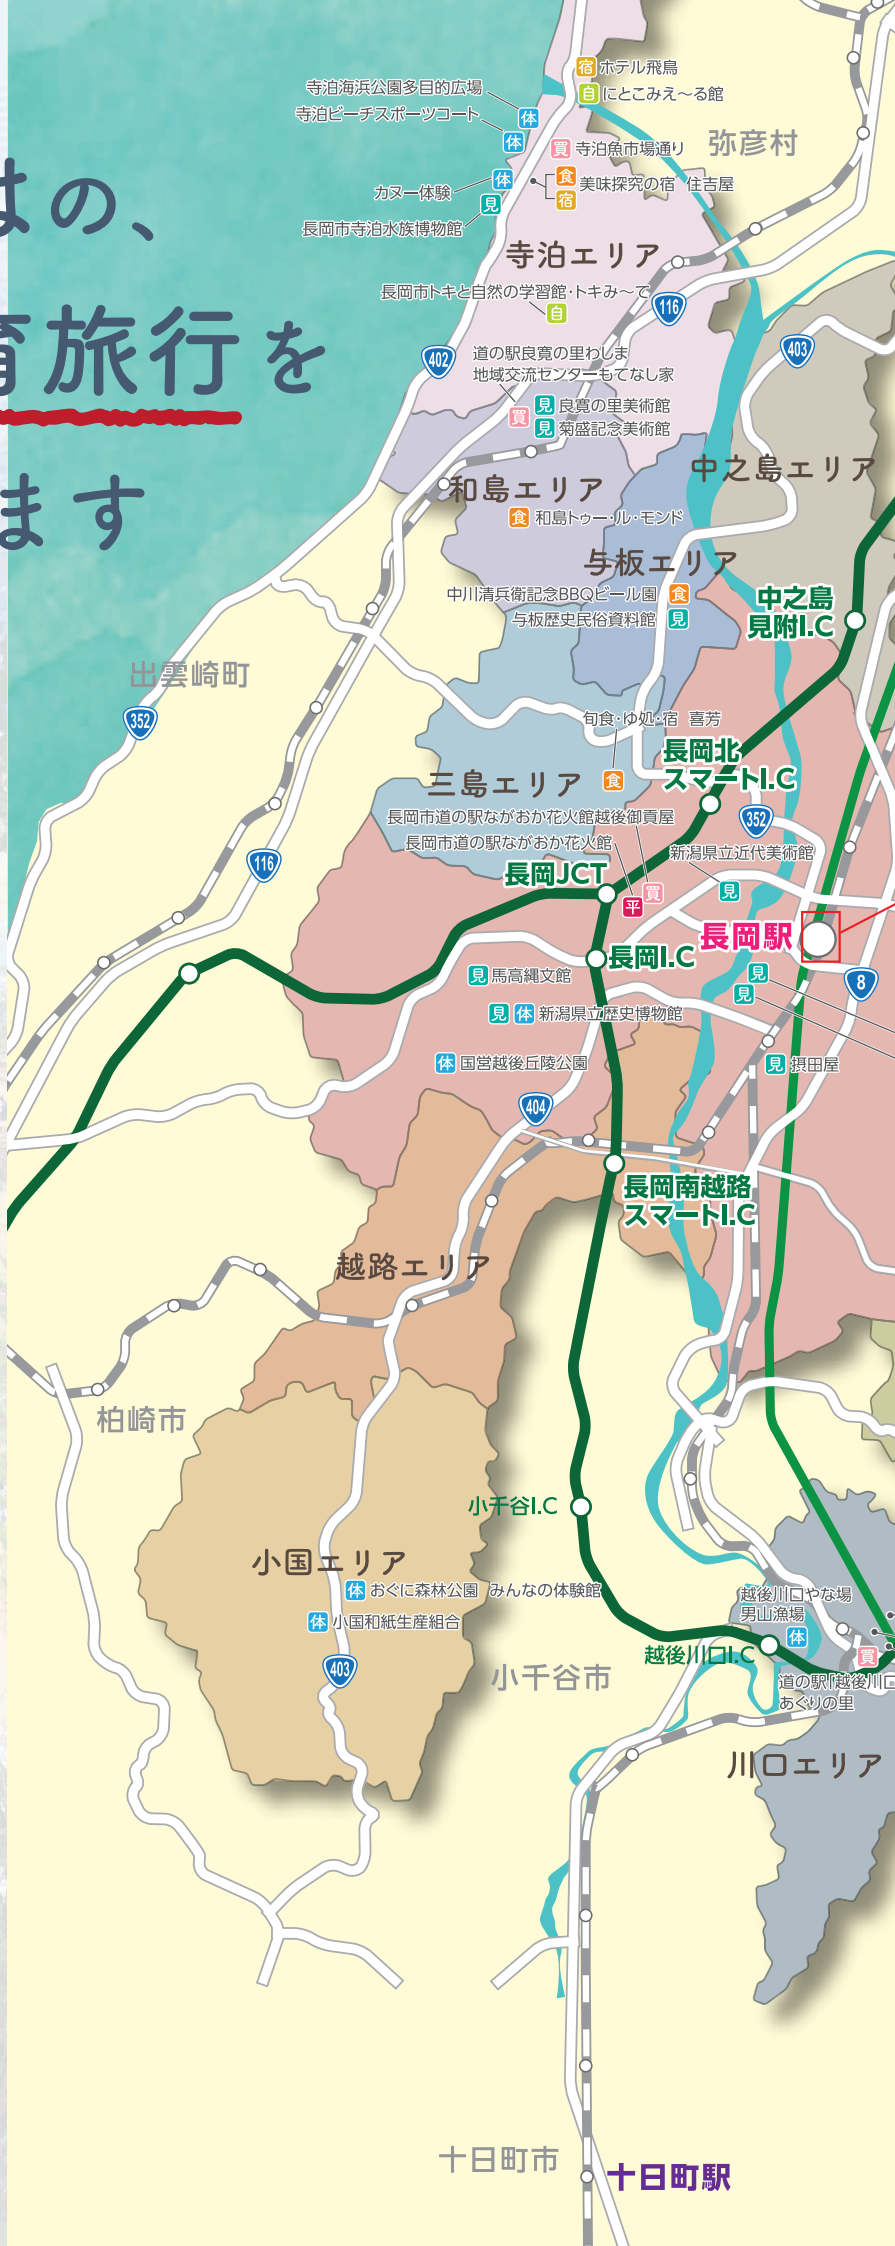 はの、
育旅行を
ます
宿 ホテル飛鳥
自 にとこみえ～る館
寺泊海浜公園多目的広場
体
寺泊ビーチスポーツコート
体
買 寺泊魚市場通り
弥彦村
カヌー体験
体
食 美味探究の宿 住吉屋
宿
見
長岡市寺泊水族博物館
寺泊エリア
長岡市トキと自然の学習館・トキみ～て
自
116
403
402
道の駅良寛の里わしま
地域交流センターもてなし家
買
見 良寛の里美術館
見 菊盛記念美術館
中之島エリア
和島エリア
食 和島トゥー・ル・モンド
与板エリア
中川清兵衛記念BBQビール園 食
与板歴史民俗資料館 見
中之島
見附I.C
出雲崎町
352
旬食・ゆ処・宿 喜芳
食
長岡北
スマートI.C
三島エリア
長岡市道の駅ながおか花火館越後御貢屋
352
長岡市道の駅ながおか花火館
新潟県立近代美術館
116
長岡JCT
買
平
見
長岡駅
長岡I.C
見 馬高縄文館
見
見
8
見 体 新潟県立歴史博物館
体 国営越後丘陵公園
見 摂田屋
404
長岡南越路
スマートI.C
越路エリア
柏崎市
小千谷I.C
小国エリア
体 おぐに森林公園 みんなの体験館
体 小国和紙生産組合
越後川口やな場
男山漁場
体
403
小千谷市
越後川口I.C
買
道の駅「越後川口
あぐりの里
川口エリア
十日町市
十日町駅